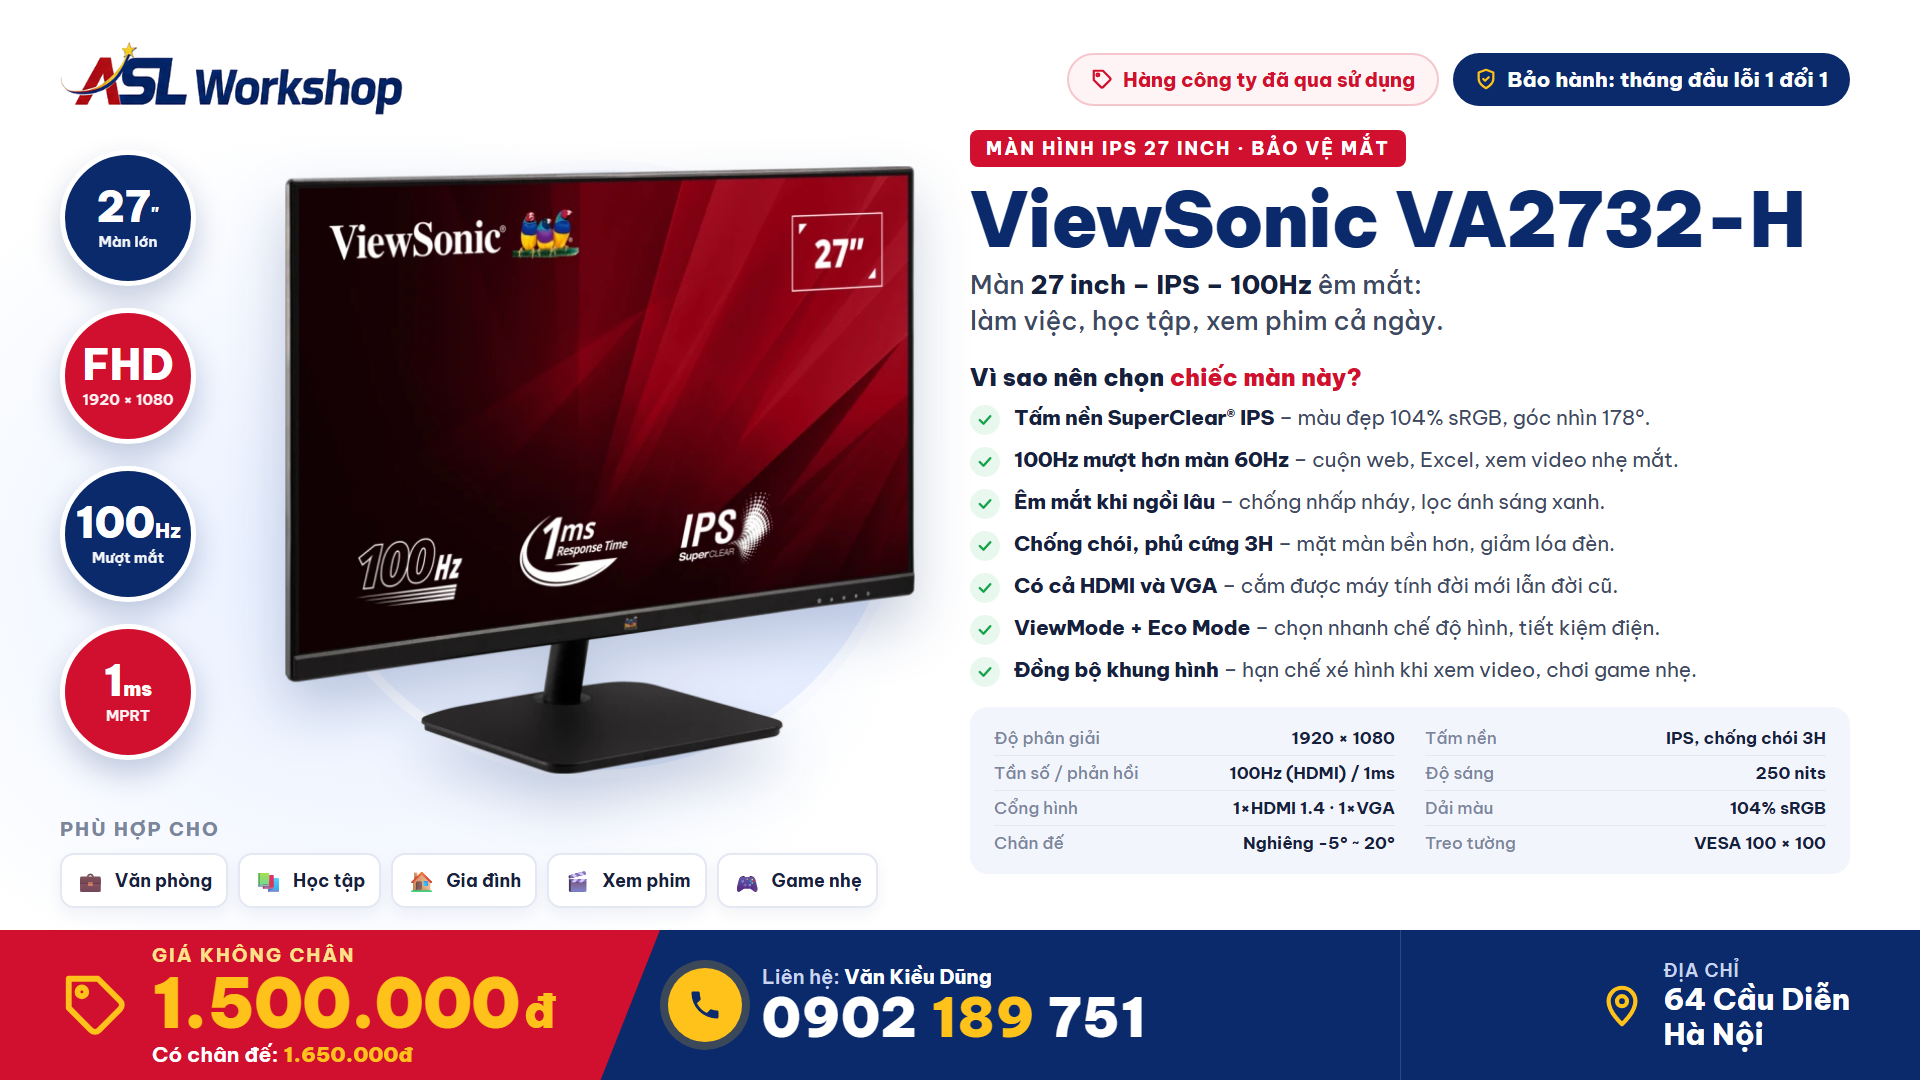 ASL Workshop
Hàng công ty đã qua sử dụng
Bảo hành: tháng đầu lỗi 1 đổi 1
27″
Màn lớn
FHD
1920 × 1080
100Hz
Mượt mắt
1ms
MPRT
ViewSonic®
27″
100Hz
1ms
Response Time
IPS
SuperCLEAR
MÀN HÌNH IPS 27 INCH · BẢO VỆ MẮT
ViewSonic VA2732-H
Màn 27 inch – IPS – 100Hz êm mắt:
làm việc, học tập, xem phim cả ngày.
Vì sao nên chọn chiếc màn này?
Tấm nền SuperClear® IPS – màu đẹp 104% sRGB, góc nhìn 178°.
100Hz mượt hơn màn 60Hz – cuộn web, Excel, xem video nhẹ mắt.
Êm mắt khi ngồi lâu – chống nhấp nháy, lọc ánh sáng xanh.
Chống chói, phủ cứng 3H – mặt màn bền hơn, giảm lóa đèn.
Có cả HDMI và VGA – cắm được máy tính đời mới lẫn đời cũ.
ViewMode + Eco Mode – chọn nhanh chế độ hình, tiết kiệm điện.
Đồng bộ khung hình – hạn chế xé hình khi xem video, chơi game nhẹ.
Độ phân giải 1920 × 1080
Tấm nền IPS, chống chói 3H
Tần số / phản hồi 100Hz (HDMI) / 1ms
Độ sáng 250 nits
Cổng hình 1×HDMI 1.4 · 1×VGA
Dải màu 104% sRGB
Chân đế Nghiêng -5° ~ 20°
Treo tường VESA 100 × 100
PHÙ HỢP CHO
Văn phòng
Học tập
Gia đình
Xem phim
Game nhẹ
GIÁ KHÔNG CHÂN
1.500.000đ
Có chân đế: 1.650.000đ
Liên hệ: Văn Kiều Dũng
0902 189 751
ĐỊA CHỈ
64 Cầu Diễn
Hà Nội